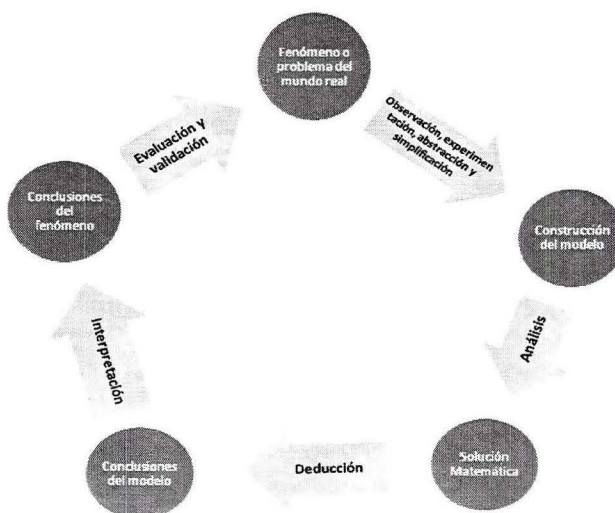 Fenómeno o
problema del
mundo real
Observación, experimen
tación, abstracción y
simplificación
Construcción
del modelo
Análisis
Solución
Matemática
Deducción
Conclusiones
del modelo
Interpretación
Conclusiones
del
fenómeno
Evaluación y
validación